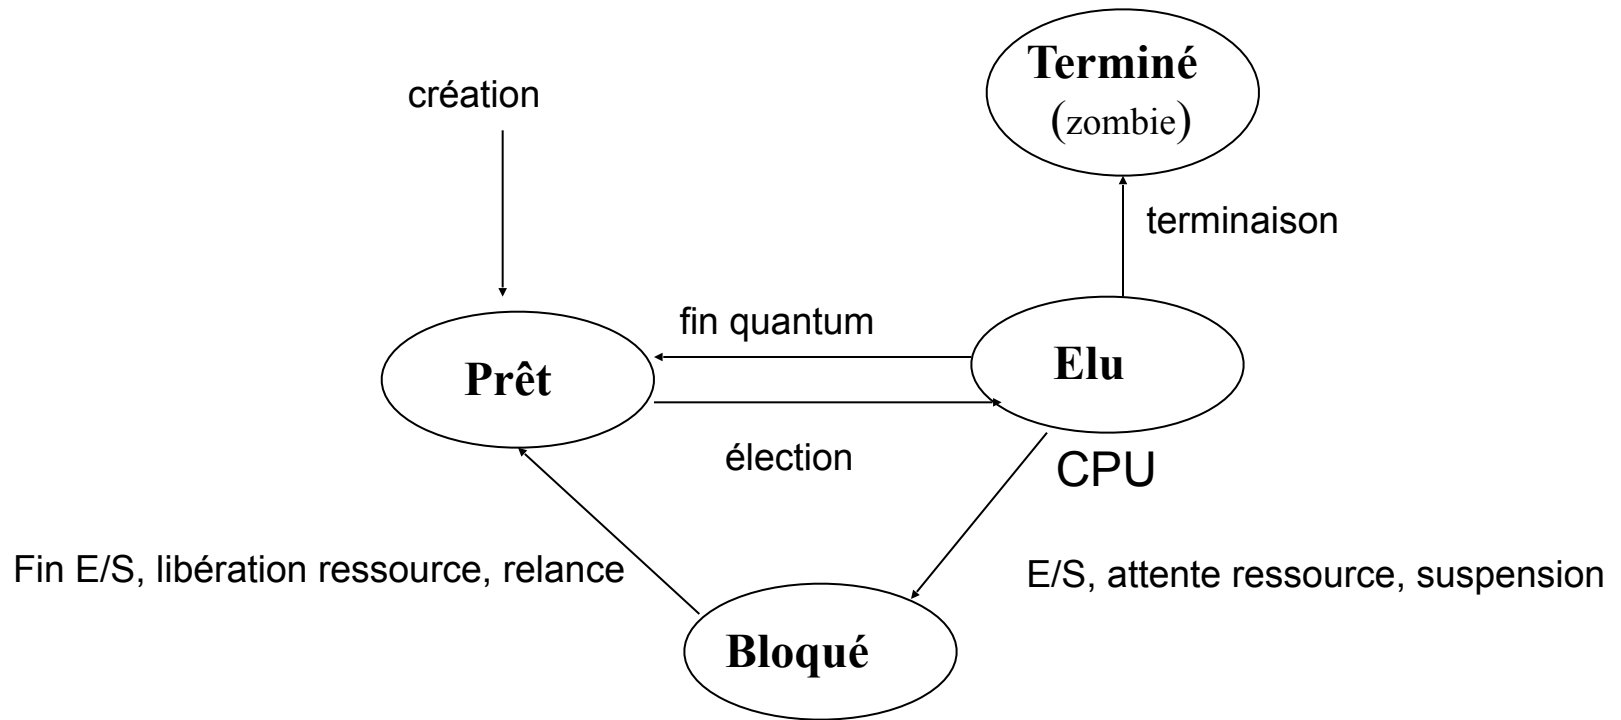 Terminé
(zombie)
création
terminaison
fin quantum
Elu
Prêt
élection
CPU
Fin E/S, libération ressource, relance
E/S, attente ressource, suspension
Bloqué